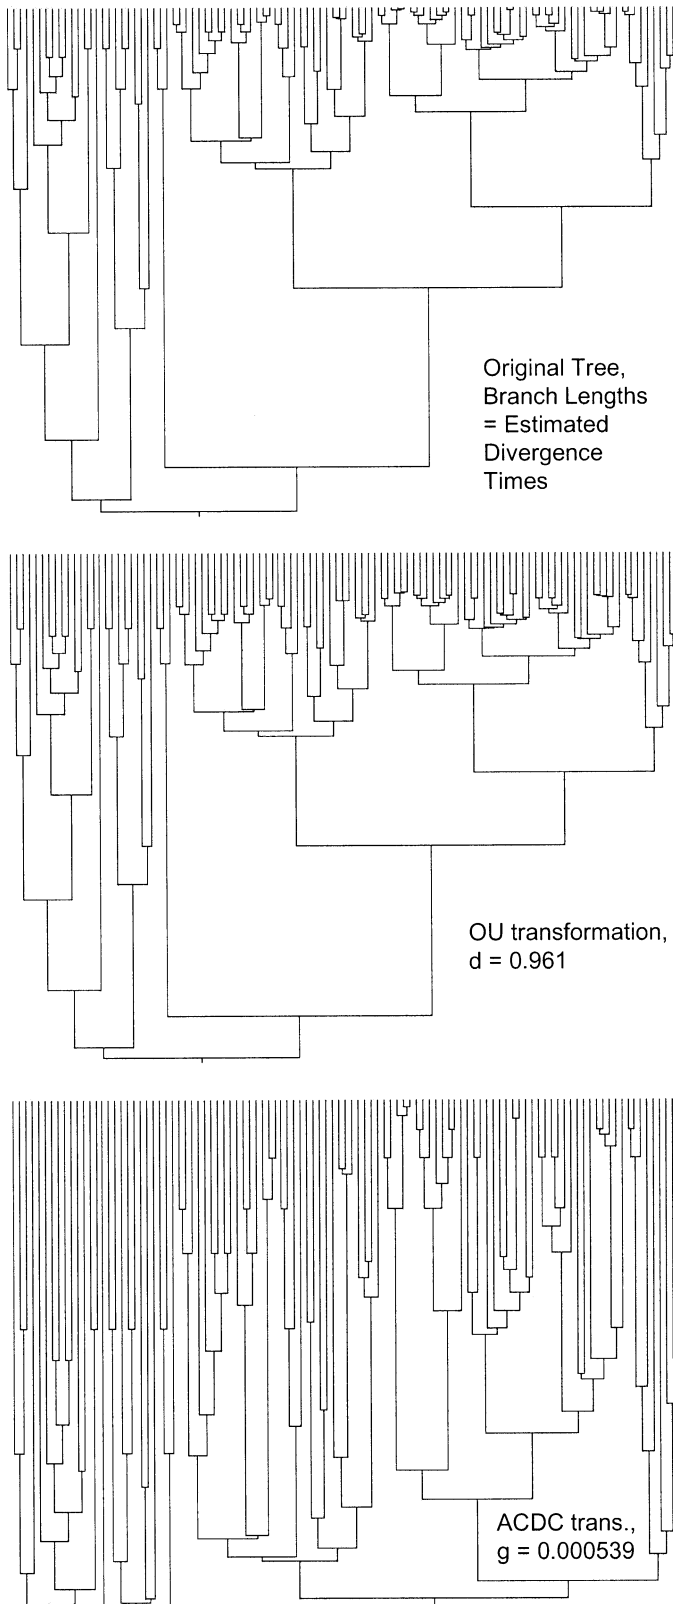 Original Tree,
Branch Lengths
= Estimated
Divergence
Times
OU transformation,
d = 0.961
ACDC trans.,
g = 0.000539